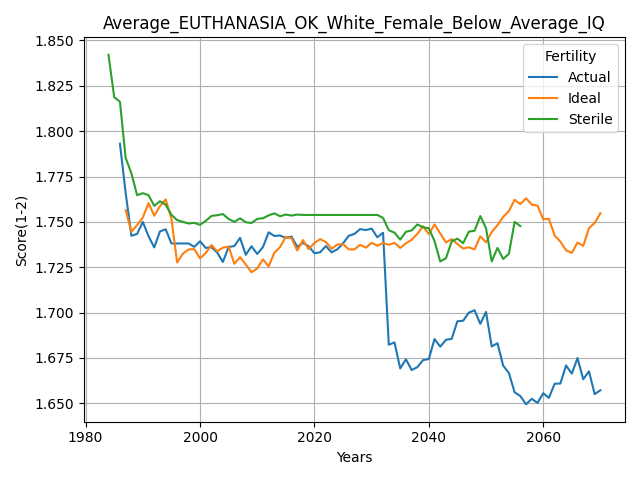 Average_EUTHANASIA_OK_White_Female_Below_Average_IQ
Score(1-2)
1.850
1.825
1.800
1.775
1.750
1.725
1.700
1.675
1.650
Fertility
Actual
Ideal
Sterile
1980
2000
2020
2040
2060
Years